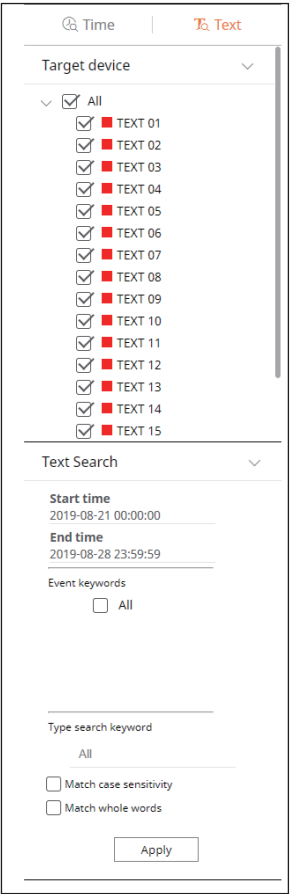 Time Text
Target device
All
TEXT 01
TEXT 02
TEXT 03
TEXT 04
TEXT 05
TEXT 06
TEXT 07
TEXT 08
TEXT 09
TEXT 10
TEXT 11
TEXT 12
TEXT 13
TEXT 14
TEXT 15
Text Search
Start time
2019-08-21 00:00:00
End time
2019-08-28 23:59:59
Event keywords
All
Type search keyword
All
Match case sensitivity
Match whole words
Apply